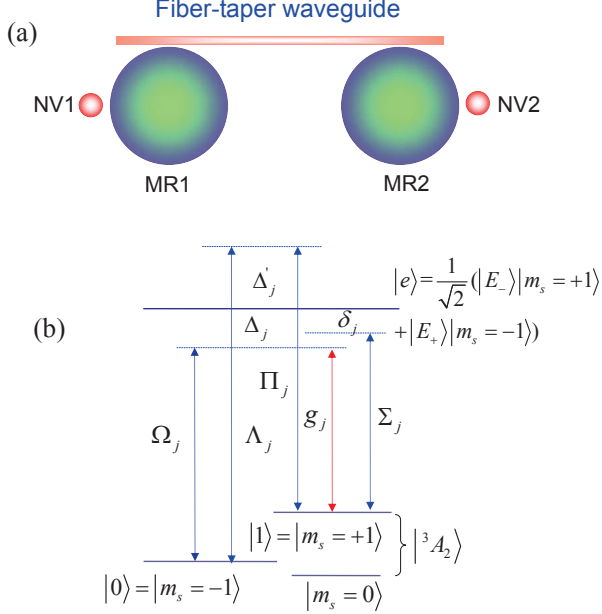 Fiber-taper waveguide
(a)
NV1
NV2
MR1
MR2
(b)
Δ'_j
|e⟩=1/√2(|E_−⟩|m_s=+1⟩
+|E_+⟩|m_s=−1⟩)
Δ_j
δ_j
Π_j
Ω_j
Λ_j
g_j
Σ_j
|1⟩=|m_s=+1⟩
|³A_2⟩
|0⟩=|m_s=−1⟩
|m_s=0⟩